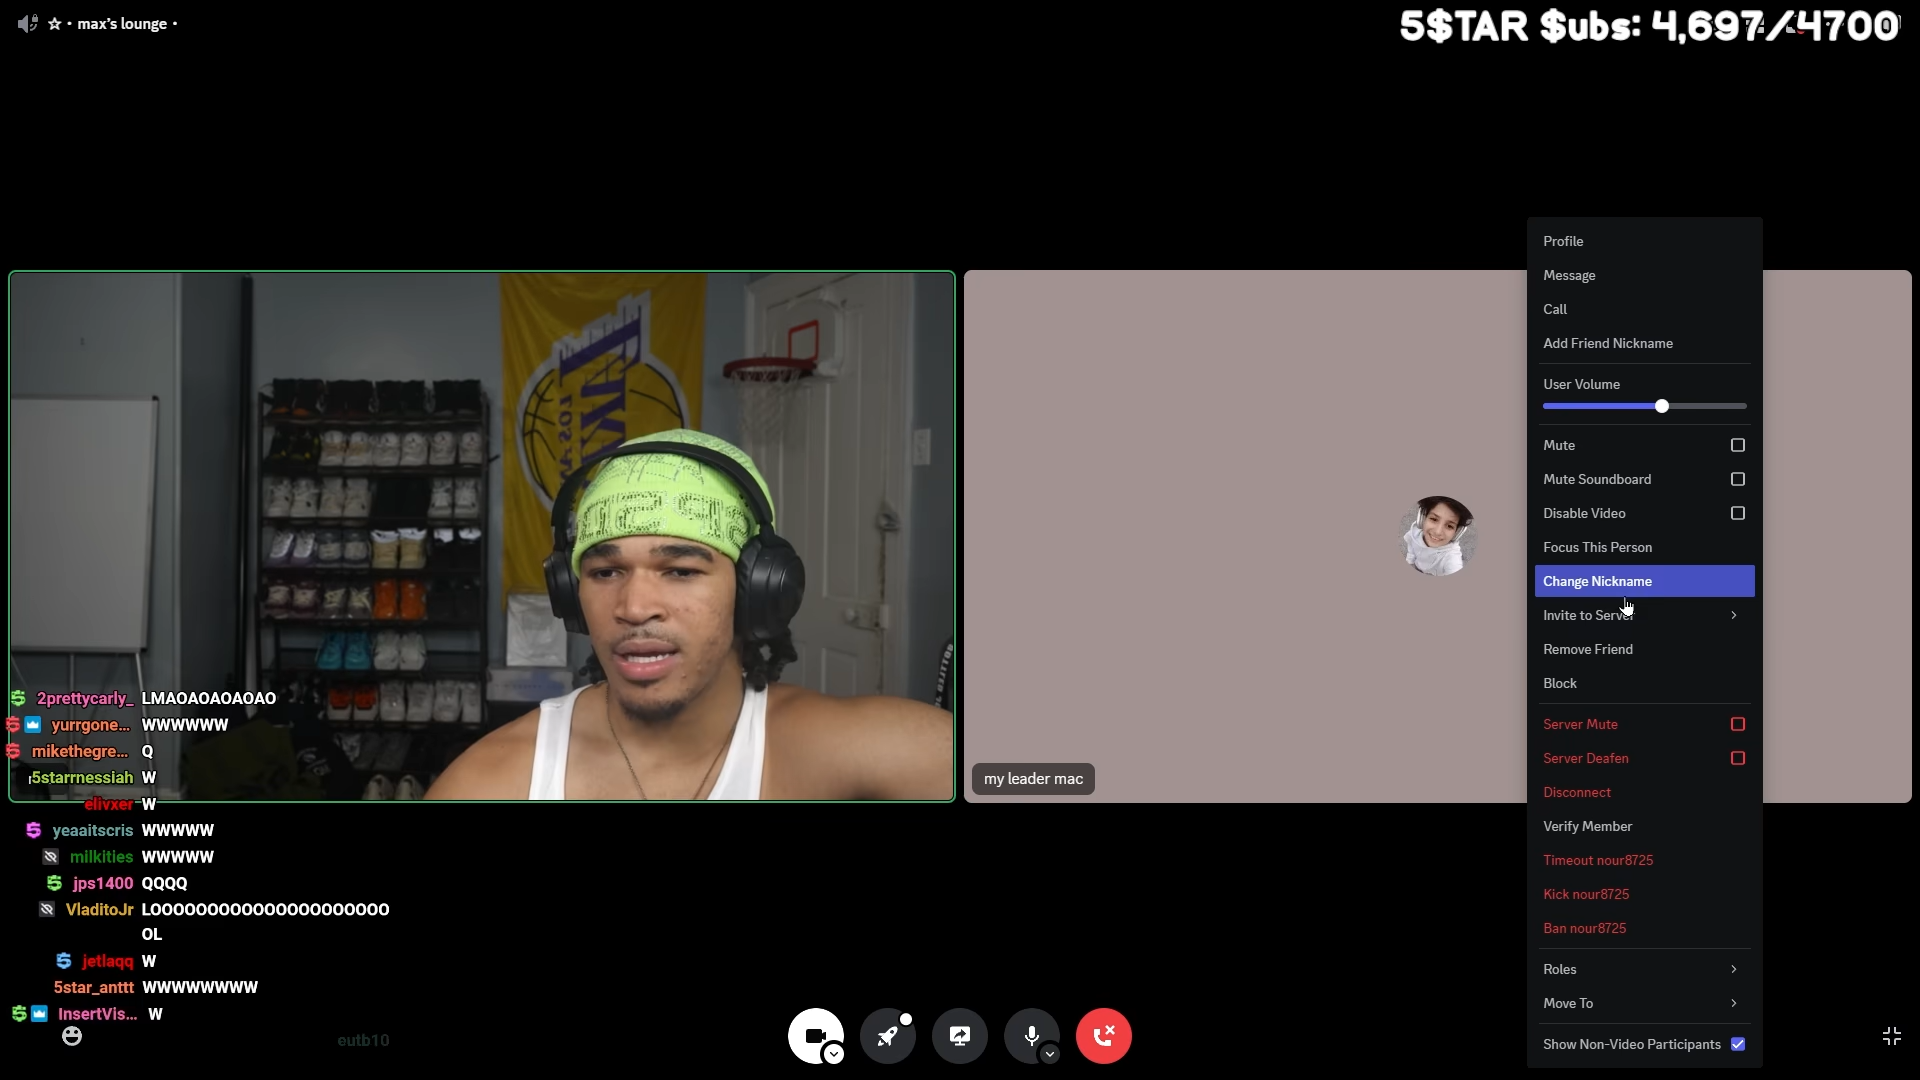 ☆ • max's lounge •
5$TAR $ubs: 4,697/4700
Profile
Message
Call
Add Friend Nickname
User Volume
Mute
Mute Soundboard
Disable Video
Focus This Person
Change Nickname
Invite to Server
Remove Friend
Block
Server Mute
Server Deafen
Disconnect
Verify Member
Timeout nour8725
Kick nour8725
Ban nour8725
Roles
Move To
Show Non-Video Participants
my leader mac
2prettycarly_ LMAOAOAOAOAO
yurrgone... WWWWWW
mikethegre... Q
5starrnessiah W
elivxer W
yeaaitscris WWWWW
milkities WWWWW
jps1400 QQQQ
VladitoJr LOOOOOOOOOOOOOOOOOOOOO
OL
jetlaqq W
5star_anttt WWWWWWWW
InsertVis... W
eutb10